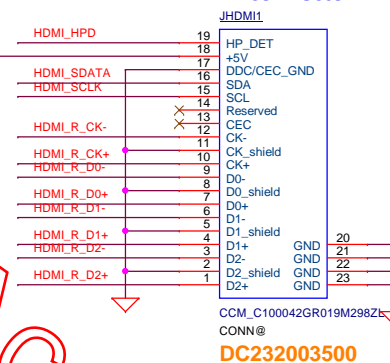 JHDMI1
HDMI_HPD 19 HP_DET
18 +5V
17 DDC/CEC_GND
HDMI_SDATA 16 SDA
HDMI_SCLK 15 SCL
14 Reserved
13 CEC
HDMI_R_CK- 12 CK-
11 CK_shield
HDMI_R_CK+ 10 CK+
HDMI_R_D0- 9 D0-
8 D0_shield
HDMI_R_D0+ 7 D0+
HDMI_R_D1- 6 D1-
5 D1_shield
HDMI_R_D1+ 4 D1+ GND 20
HDMI_R_D2- 3 D2- GND 21
2 D2_shield GND 22
HDMI_R_D2+ 1 D2+ GND 23
CCM_C100042GR019M298ZL
CONN@
DC232003500